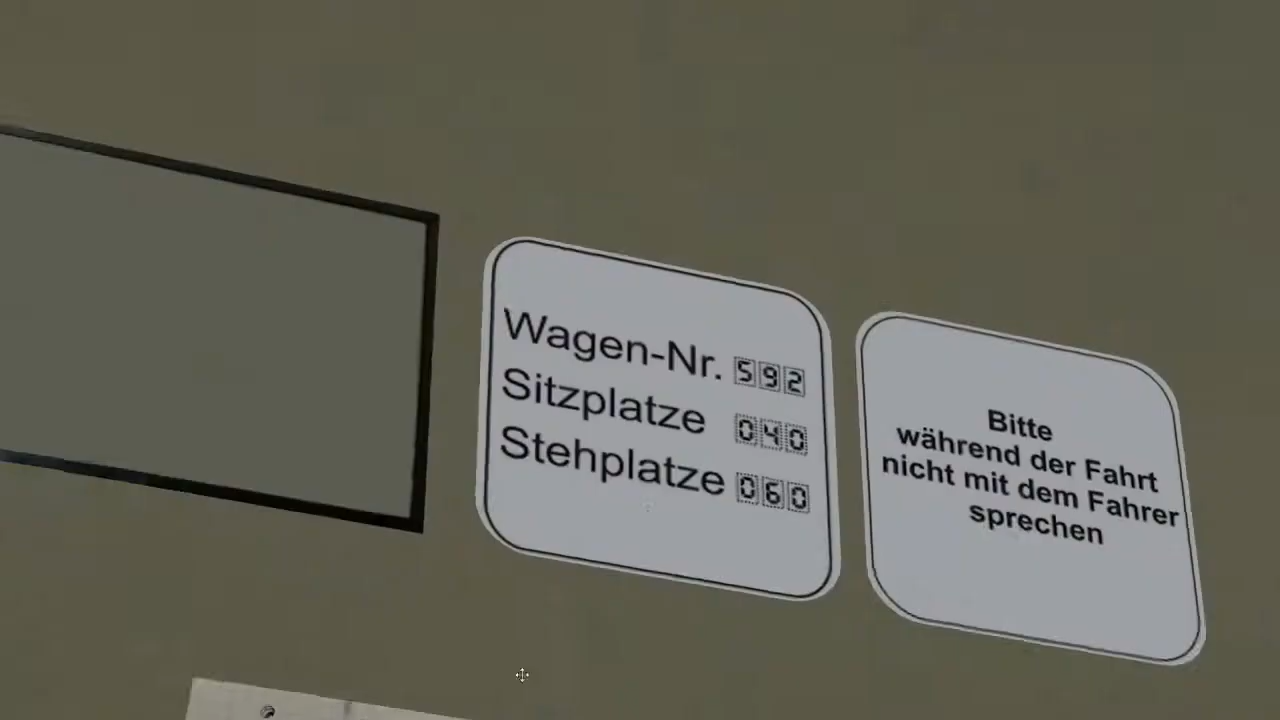 Wagen-Nr. 592
Sitzplatze 040
Stehplatze 060
Bitte
während der Fahrt
nicht mit dem Fahrer
sprechen